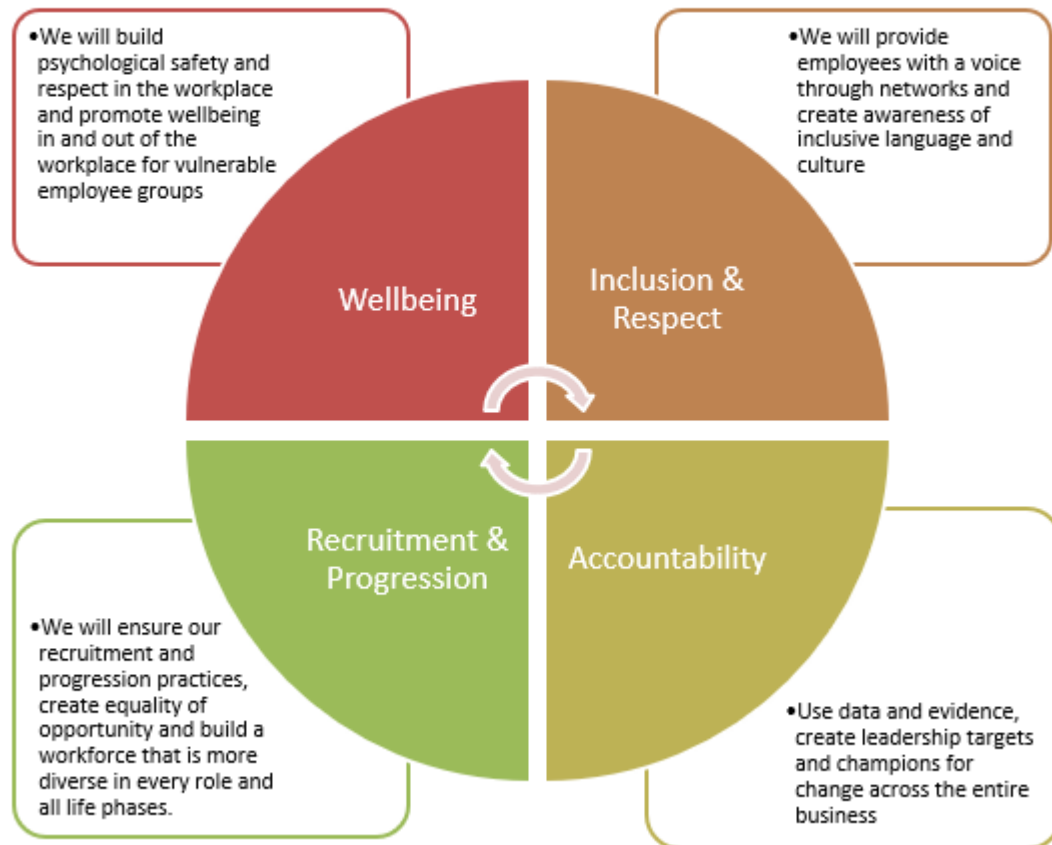 •We will build
psychological safety and
respect in the workplace
and promote wellbeing
in and out of the
workplace for vulnerable
employee groups
•We will provide
employees with a voice
through networks and
create awareness of
inclusive language and
culture
Wellbeing
Inclusion &
Respect
Recruitment &
Progression
Accountability
•We will ensure our
recruitment and
progression practices,
create equality of
opportunity and build a
workforce that is more
diverse in every role and
all life phases.
•Use data and evidence,
create leadership targets
and champions for
change across the entire
business